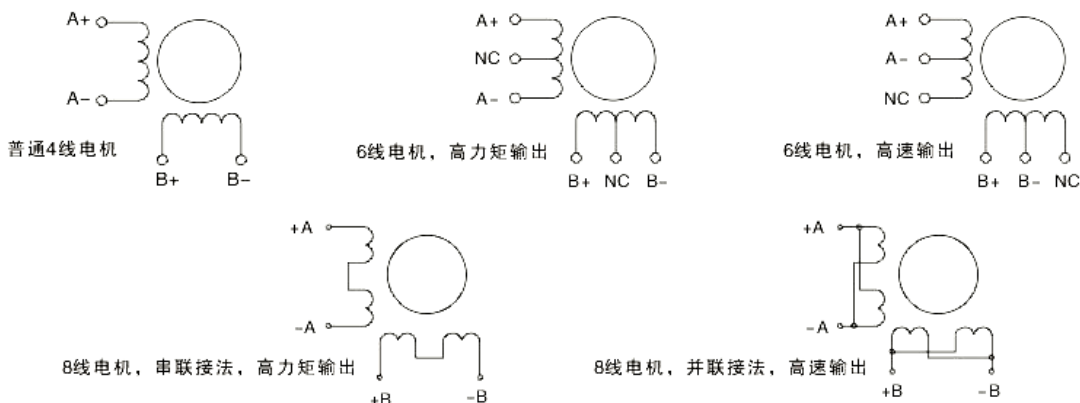 A+
A-
B+ B-
普通4线电机
A+
NC
A-
B+ NC B-
6线电机，高力矩输出
A+
A-
NC
B+ B- NC
6线电机，高速输出
+A
-A
+B -B
8线电机，串联接法，高力矩输出
+A
-A
+B -B
8线电机，并联接法，高速输出